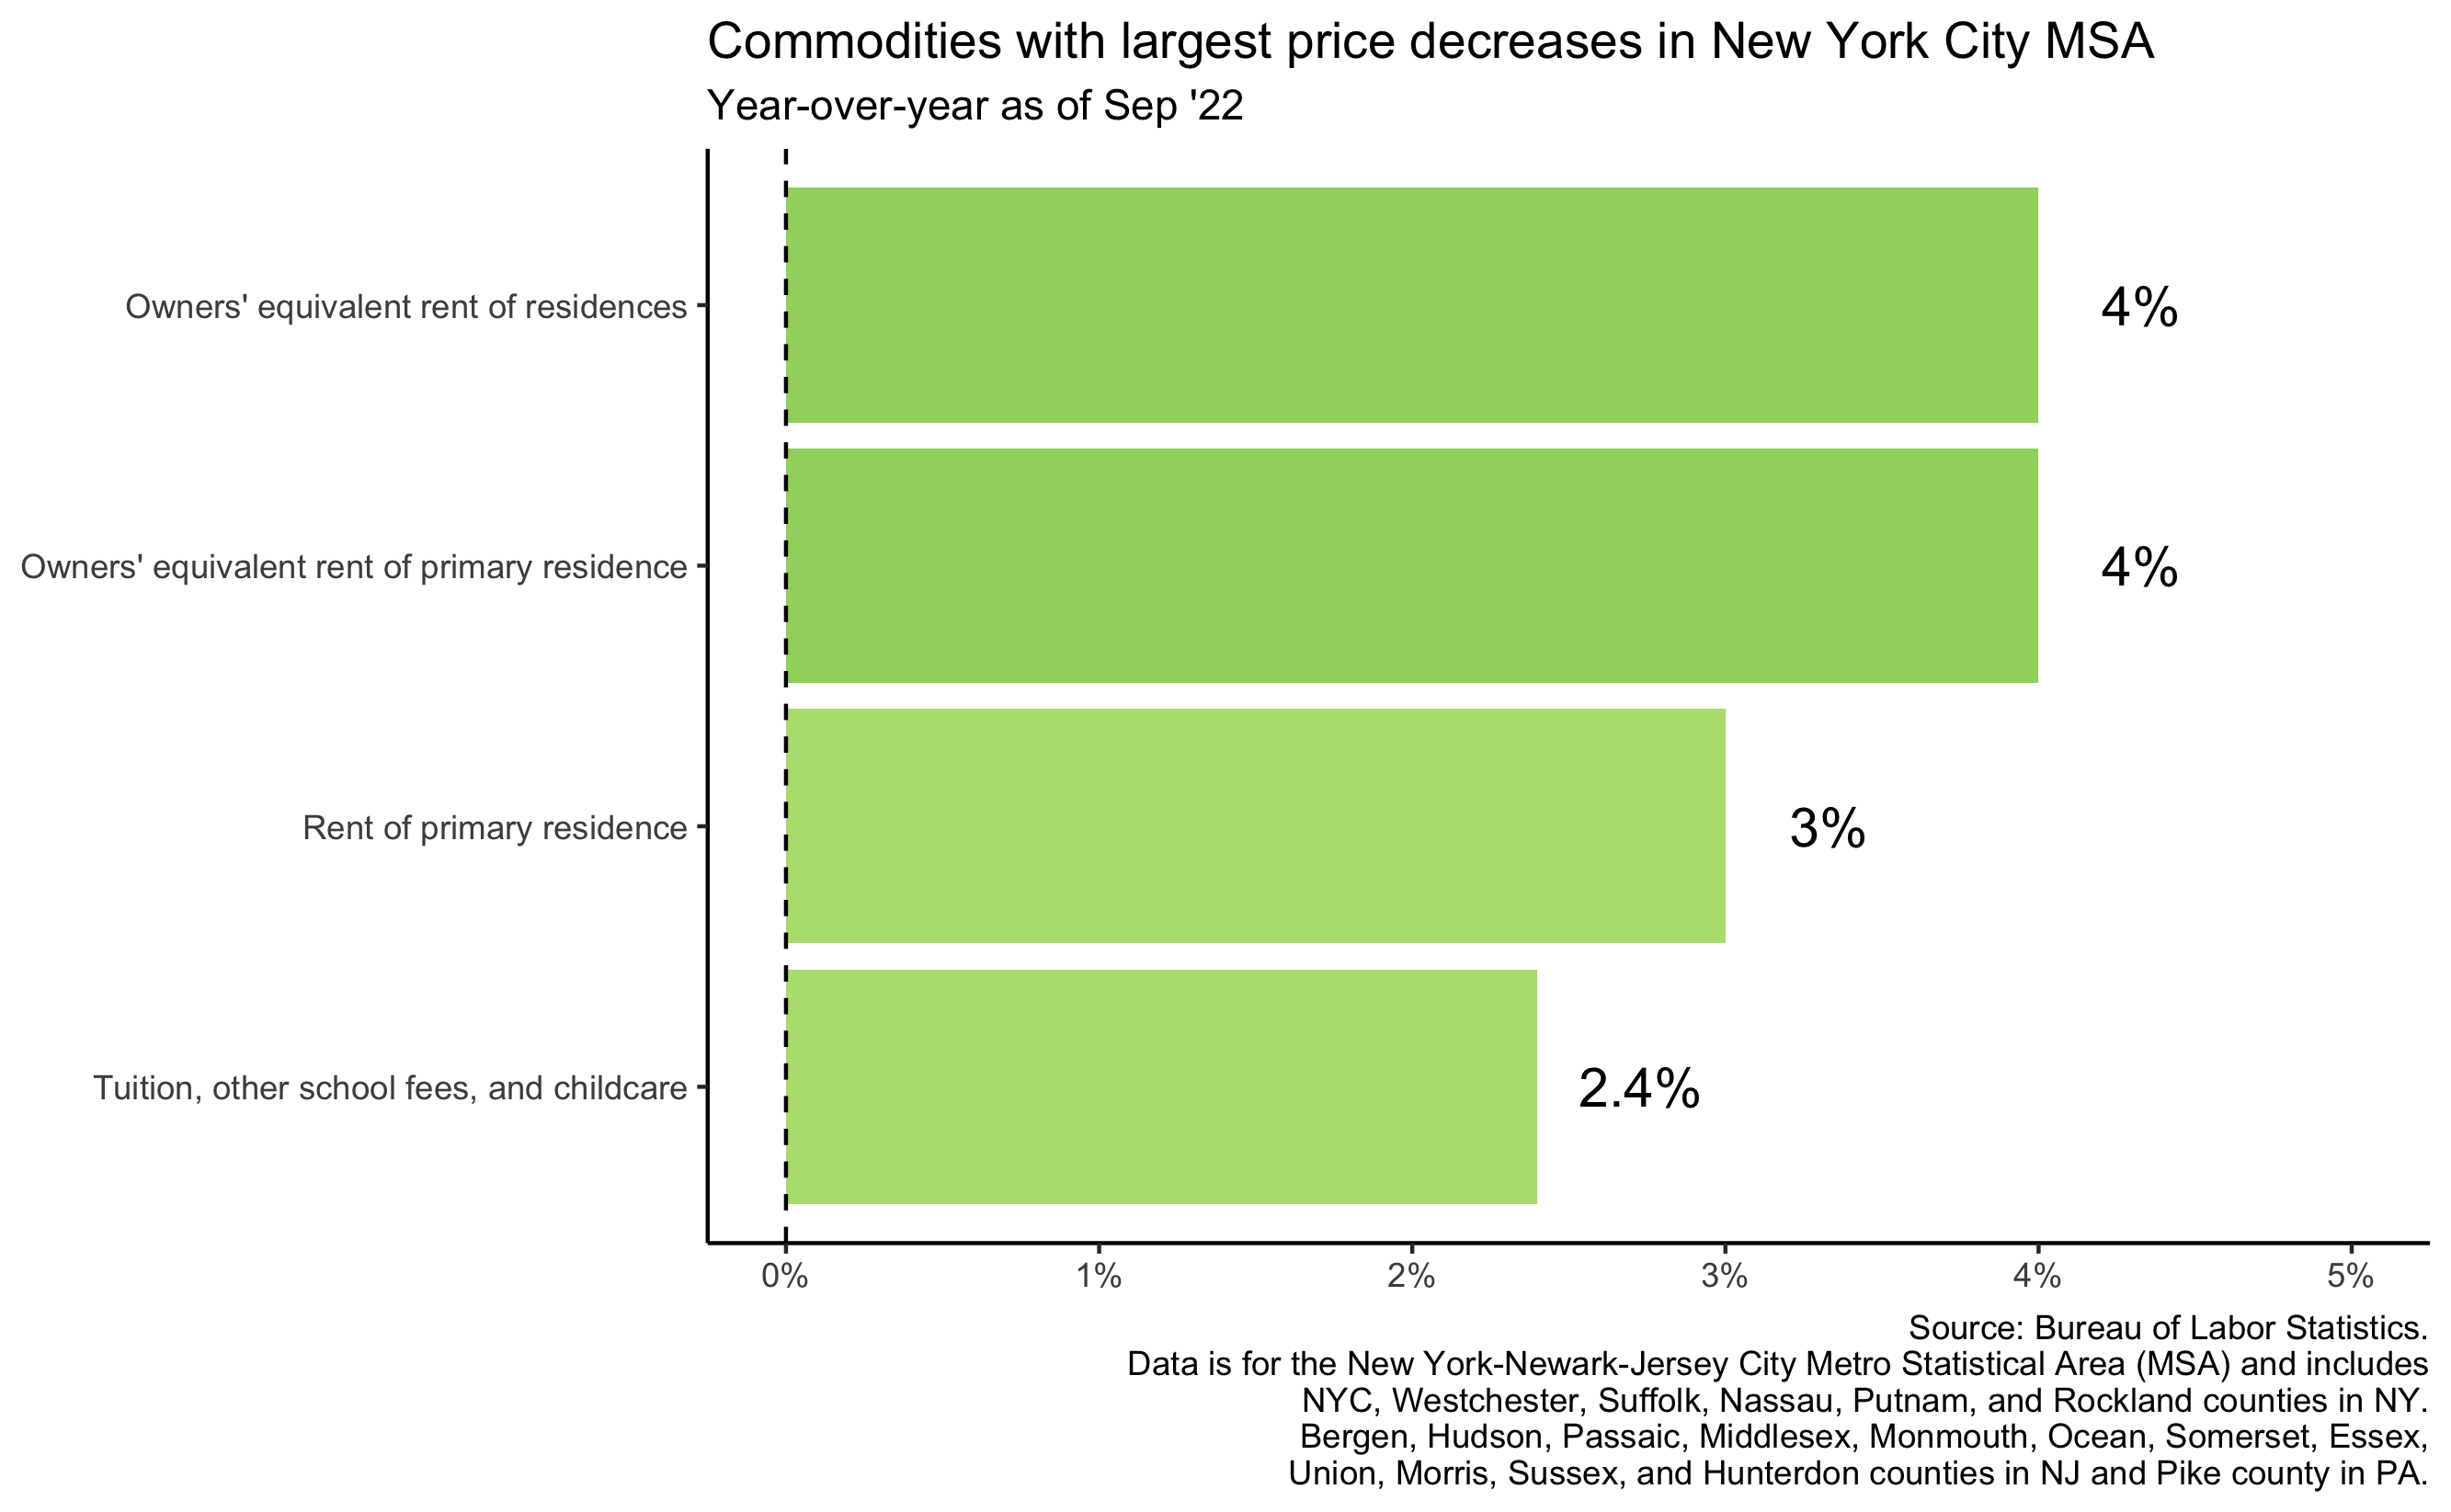 Commodities with largest price decreases in New York City MSA
Year-over-year as of Sep '22
Owners' equivalent rent of residences
4%
Owners' equivalent rent of primary residence
4%
Rent of primary residence
3%
Tuition, other school fees, and childcare
2.4%
0% 1% 2% 3% 4% 5%
Source: Bureau of Labor Statistics.
Data is for the New York-Newark-Jersey City Metro Statistical Area (MSA) and includes
NYC, Westchester, Suffolk, Nassau, Putnam, and Rockland counties in NY.
Bergen, Hudson, Passaic, Middlesex, Monmouth, Ocean, Somerset, Essex,
Union, Morris, Sussex, and Hunterdon counties in NJ and Pike county in PA.